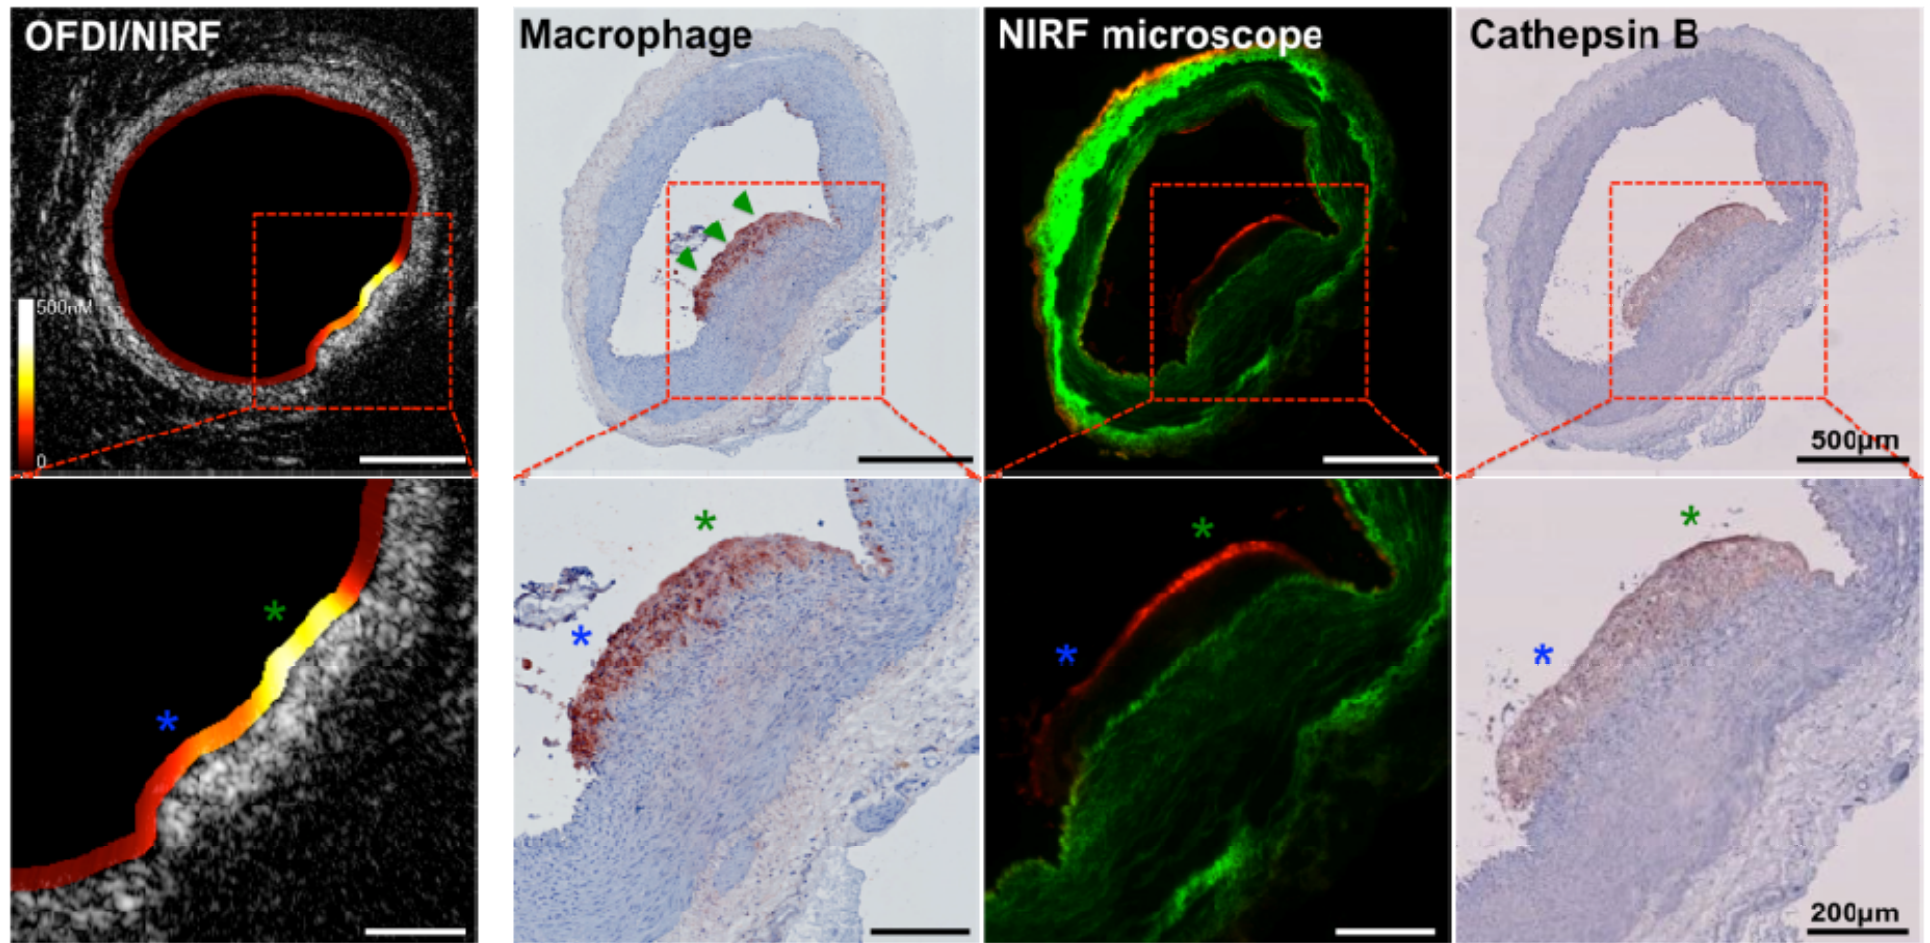 OFDI/NIRF
Macrophage
NIRF microscope
Cathepsin B
500nM
0
500µm
*
*
*
*
*
*
*
*
200µm